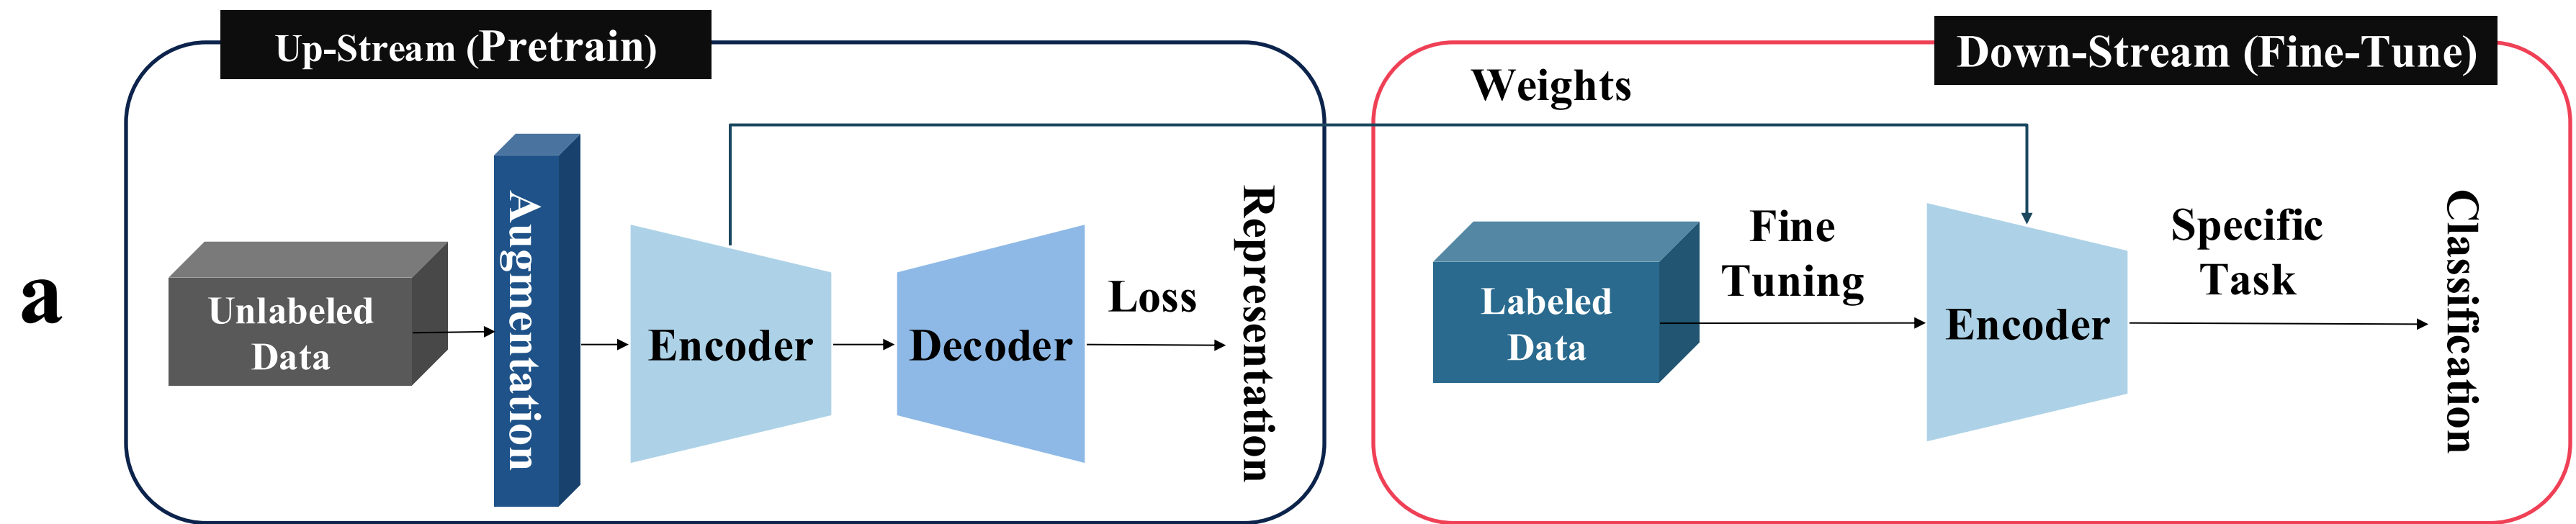 a
Up-Stream (Pretrain)
Unlabeled
Data
Augmentation
Encoder
Decoder
Loss
Representation
Weights
Down-Stream (Fine-Tune)
Labeled
Data
Fine
Tuning
Encoder
Specific
Task
Classification